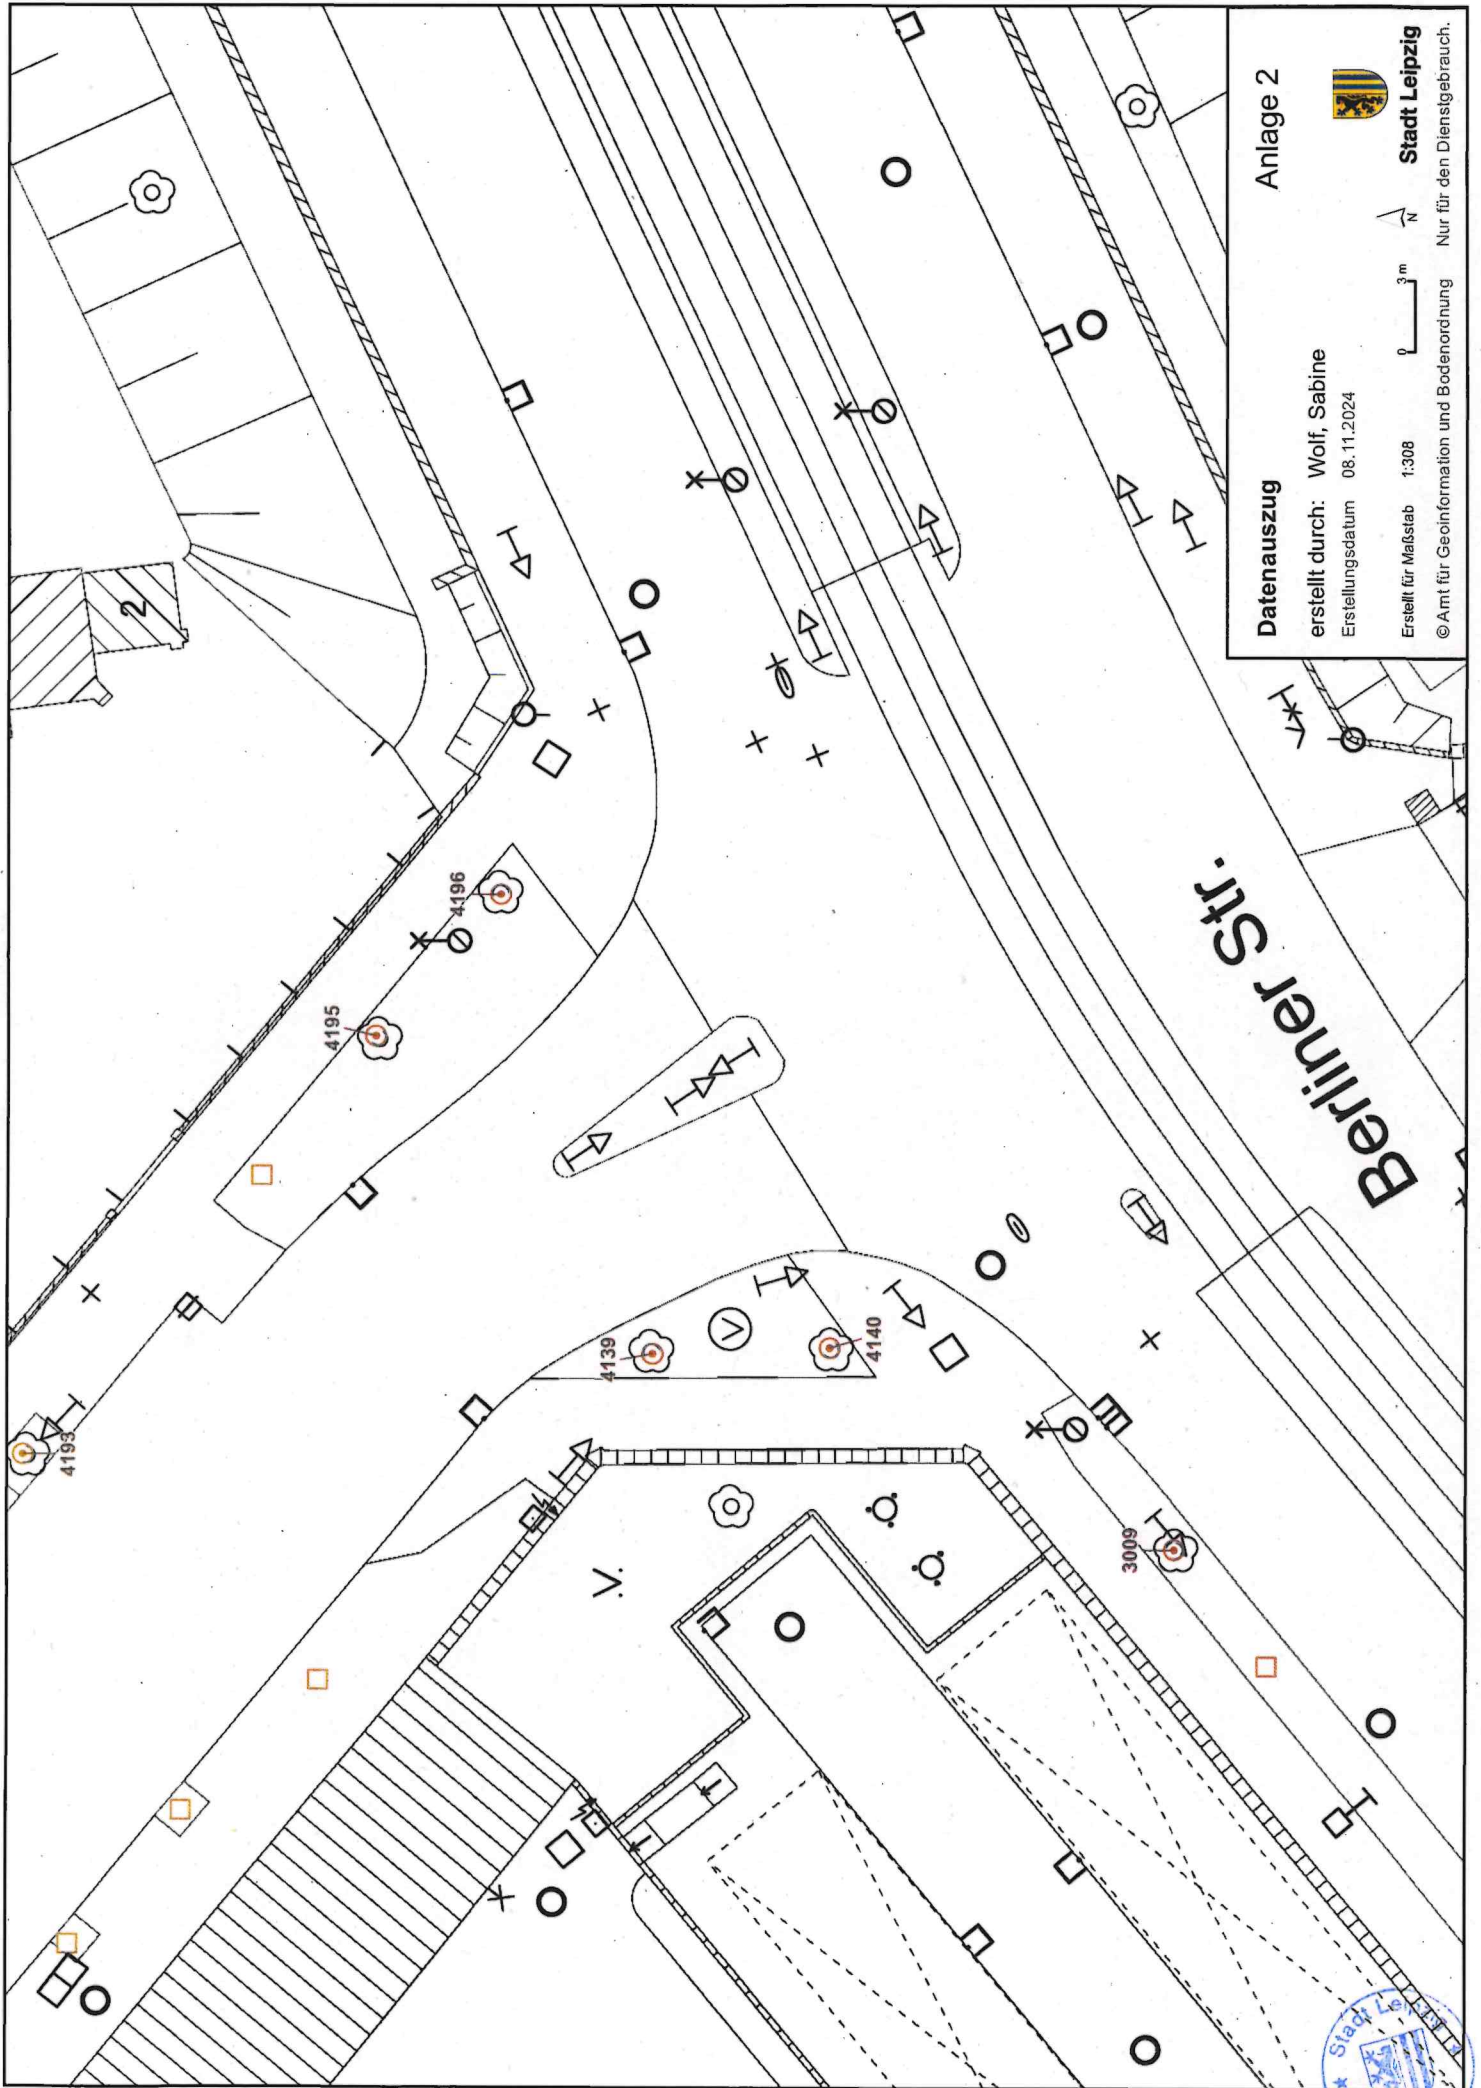 2
4196
4195
4193
4139
4140
3009
V.
V
Berliner Str.
Datenauszug Anlage 2
erstellt durch: Wolf, Sabine
Erstellungsdatum 08.11.2024
Erstellt für Maßstab 1:308 0 3 m N Stadt Leipzig
© Amt für Geoinformation und Bodenordnung Nur für den Dienstgebrauch.
Stadt Leipzig